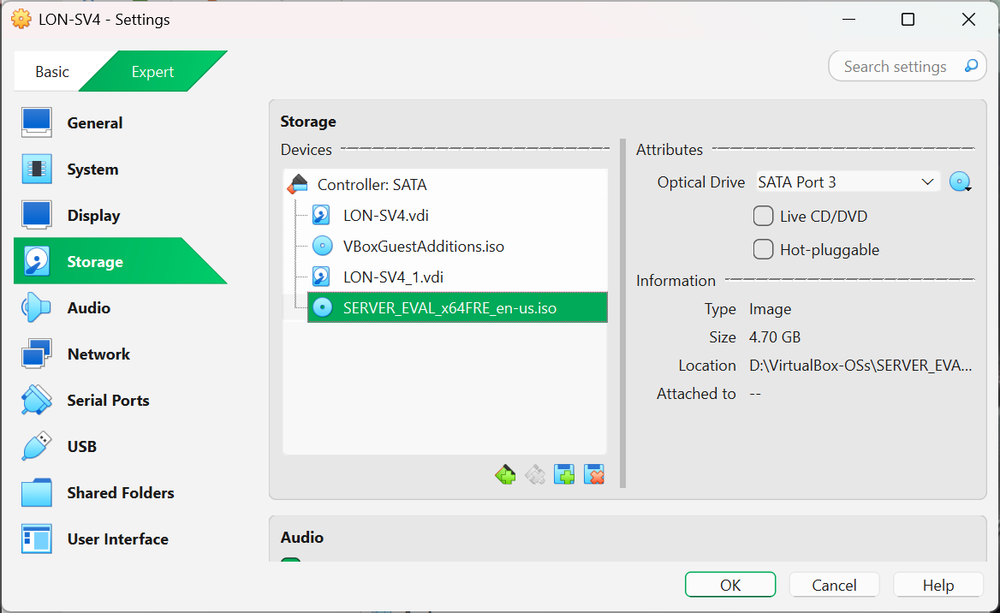 LON-SV4 - Settings
Basic
Expert
Search settings
General
System
Display
Storage
Audio
Network
Serial Ports
USB
Shared Folders
User Interface
Storage
Devices
Controller: SATA
LON-SV4.vdi
VBoxGuestAdditions.iso
LON-SV4_1.vdi
SERVER_EVAL_x64FRE_en-us.iso
Attributes
Optical Drive SATA Port 3
Live CD/DVD
Hot-pluggable
Information
Type Image
Size 4.70 GB
Location D:\VirtualBox-OSs\SERVER_EVA...
Attached to --
Audio
OK
Cancel
Help